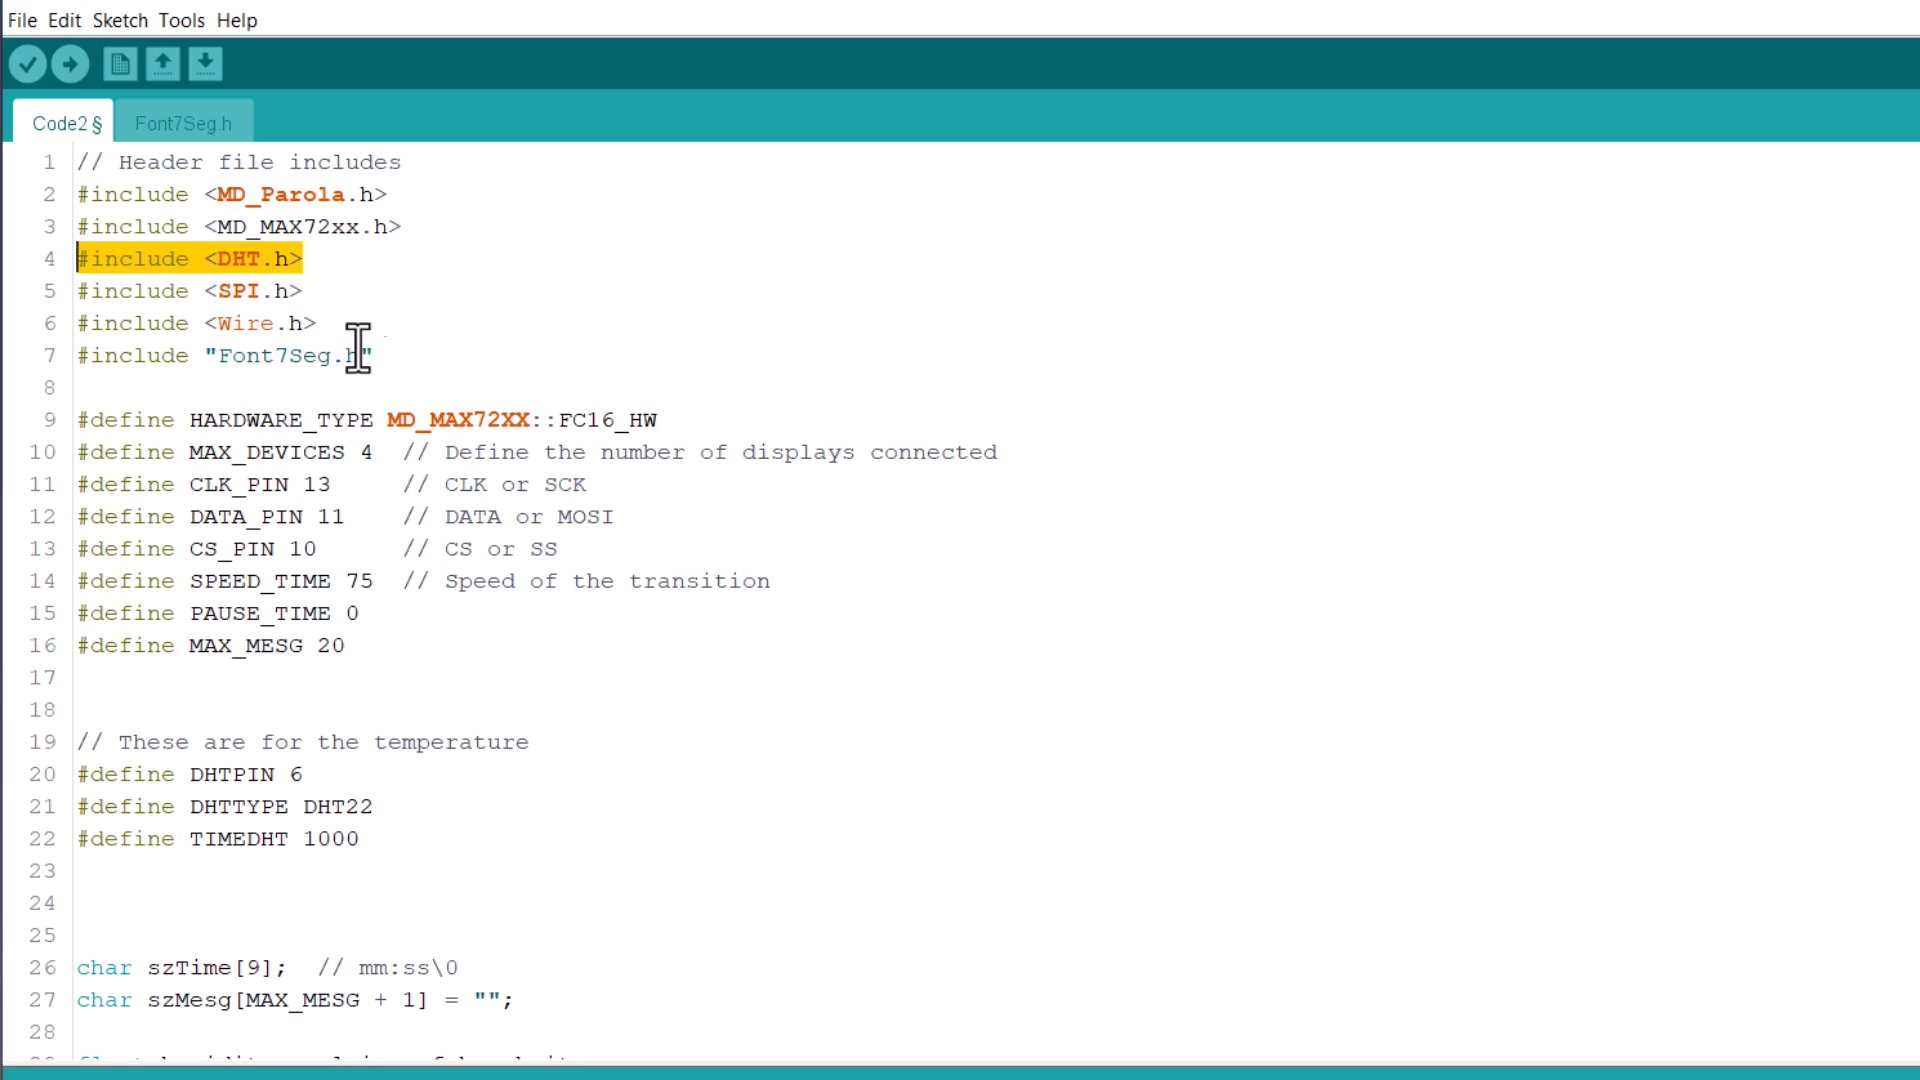 File Edit Sketch Tools Help
Code2 § Font7Seg.h
1 // Header file includes
2 #include <MD_Parola.h>
3 #include <MD_MAX72xx.h>
4 #include <DHT.h>
5 #include <SPI.h>
6 #include <Wire.h>
7 #include "Font7Seg.h"
8
9 #define HARDWARE_TYPE MD_MAX72XX::FC16_HW
10 #define MAX_DEVICES 4  // Define the number of displays connected
11 #define CLK_PIN 13     // CLK or SCK
12 #define DATA_PIN 11    // DATA or MOSI
13 #define CS_PIN 10      // CS or SS
14 #define SPEED_TIME 75  // Speed of the transition
15 #define PAUSE_TIME 0
16 #define MAX_MESG 20
17
18
19 // These are for the temperature
20 #define DHTPIN 6
21 #define DHTTYPE DHT22
22 #define TIMEDHT 1000
23
24
25
26 char szTime[9];  // mm:ss\0
27 char szMesg[MAX_MESG + 1] = "";
28